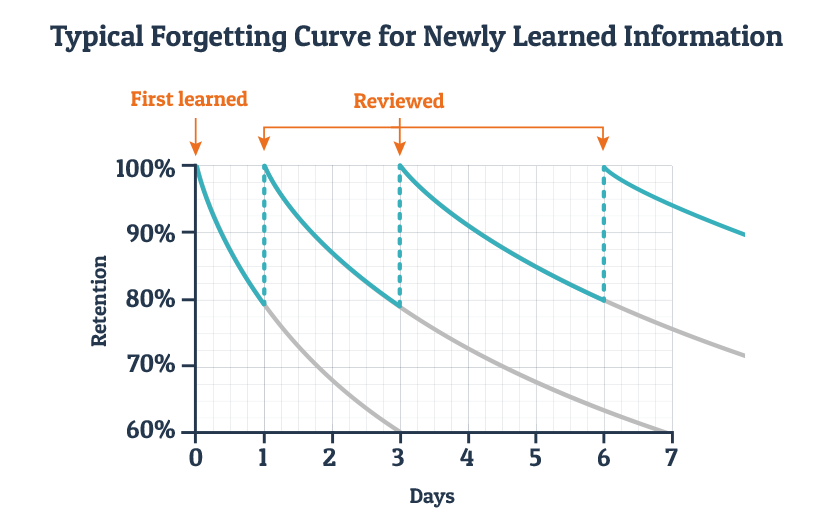 Typical Forgetting Curve for Newly Learned Information
First learned
Reviewed
100%
90%
80%
70%
60%
Retention
0 1 2 3 4 5 6 7
Days